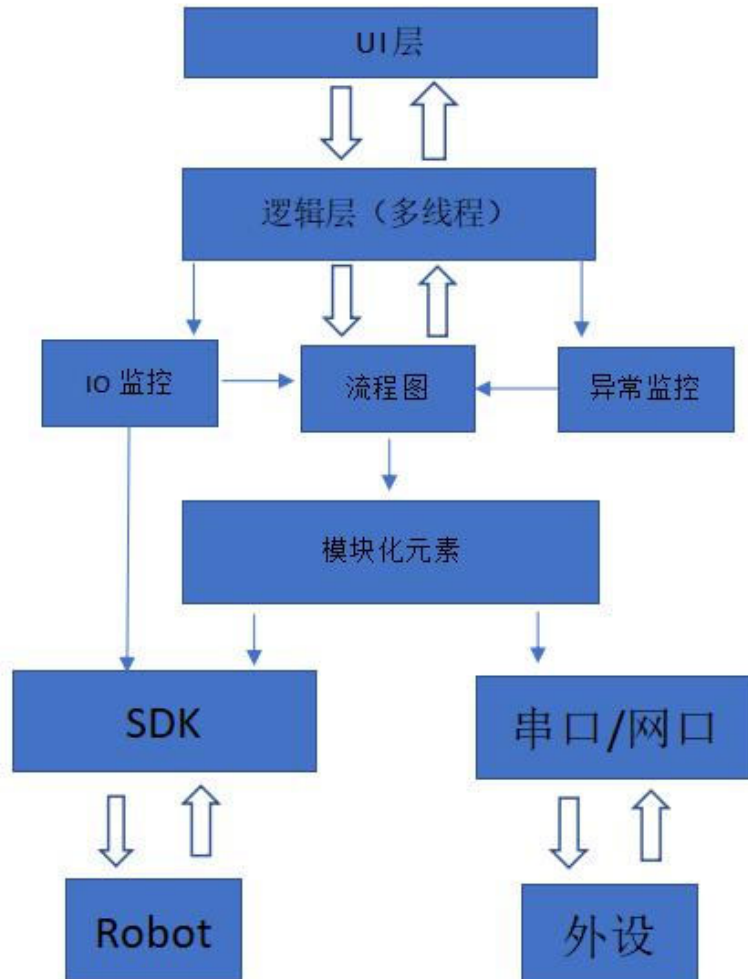 UI层
逻辑层（多线程）
IO 监控
流程图
异常监控
模块化元素
SDK
串口/网口
Robot
外设